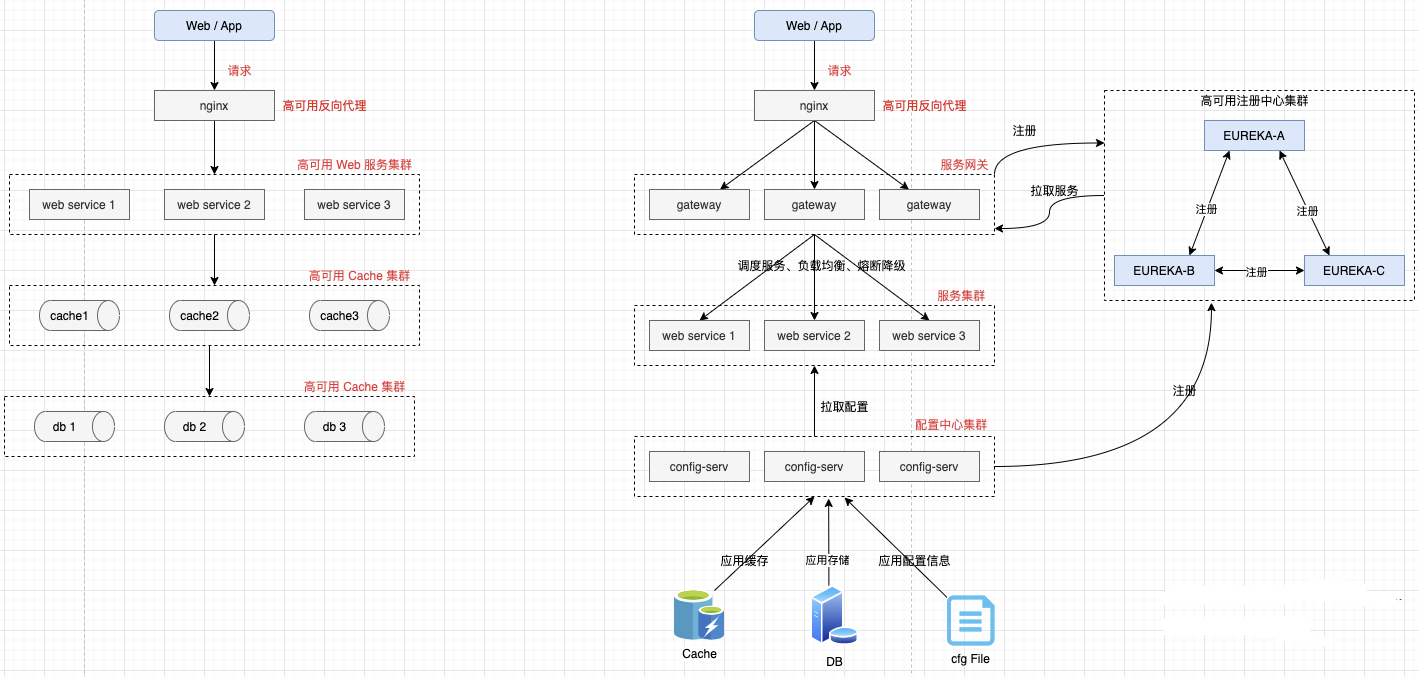 Web / App
请求
nginx
高可用反向代理
高可用 Web 服务集群
web service 1
web service 2
web service 3
高可用 Cache 集群
cache1
cache2
cache3
高可用 Cache 集群
db 1
db 2
db 3
Web / App
请求
nginx
高可用反向代理
服务网关
gateway
gateway
gateway
调度服务、负载均衡、熔断降级
服务集群
web service 1
web service 2
web service 3
拉取配置
配置中心集群
config-serv
config-serv
config-serv
应用缓存
应用存储
应用配置信息
Cache
DB
cfg File
注册
拉取服务
高可用注册中心集群
EUREKA-A
注册
注册
EUREKA-B
注册
EUREKA-C
注册